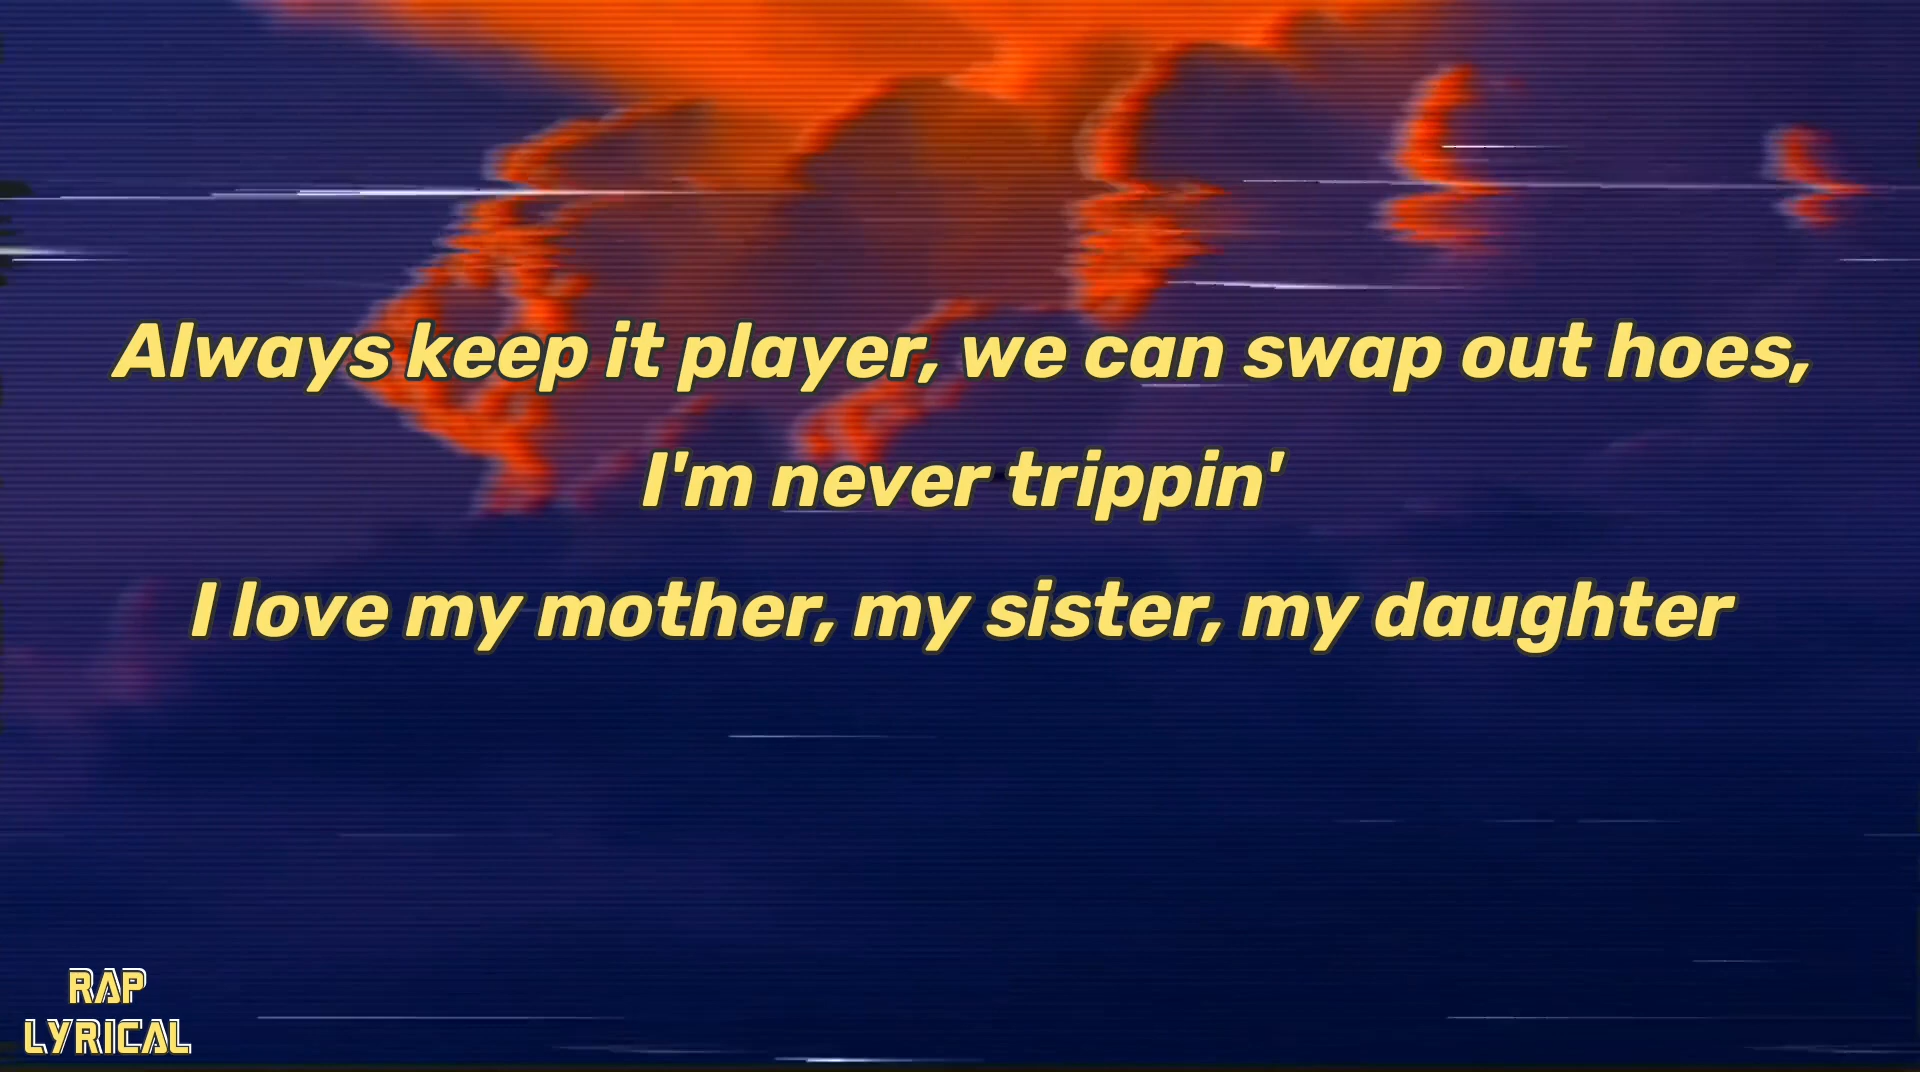 Always keep it player, we can swap out hoes,
I'm never trippin'
I love my mother, my sister, my daughter
RAP
LYRICAL